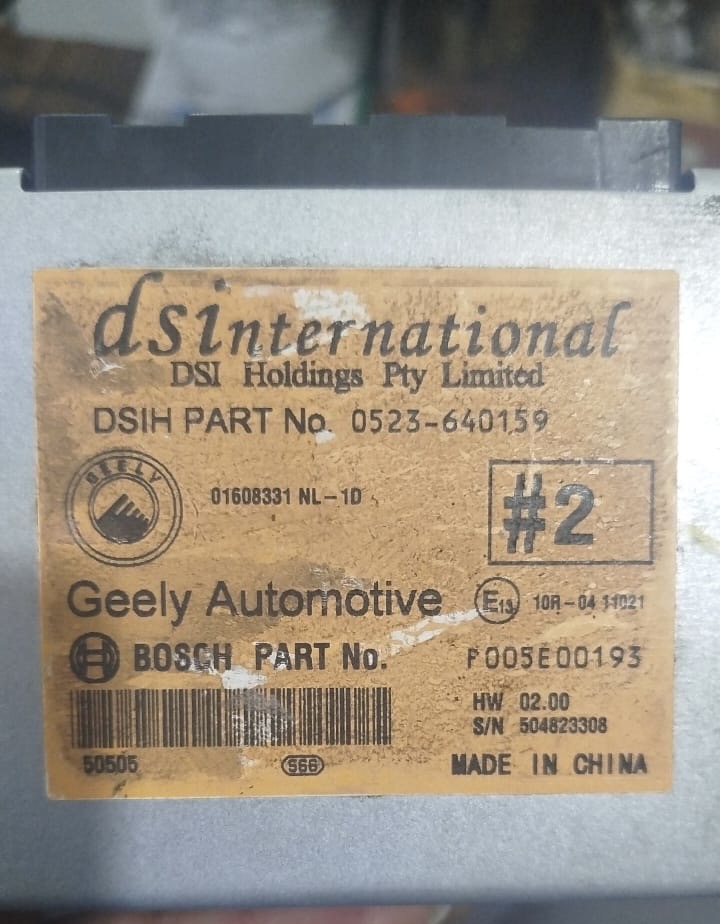 dsinternational
DSI Holdings Pty Limited
DSIH PART No. 0523-640159
GEELY
01608331 NL-1D
#2
Geely Automotive
E13 10R-04 11021
BOSCH PART No. F005E00193
HW 02.00
S/N 504823308
50505
566
MADE IN CHINA